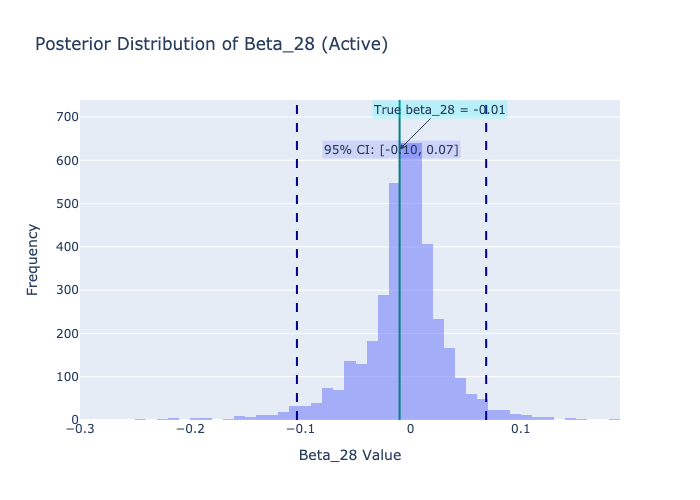 Posterior Distribution of Beta_28 (Active)
True beta_28 = -0.01
95% CI: [-0.10, 0.07]
700
600
500
400
300
200
100
0
Frequency
−0.3
−0.2
−0.1
0
0.1
Beta_28 Value